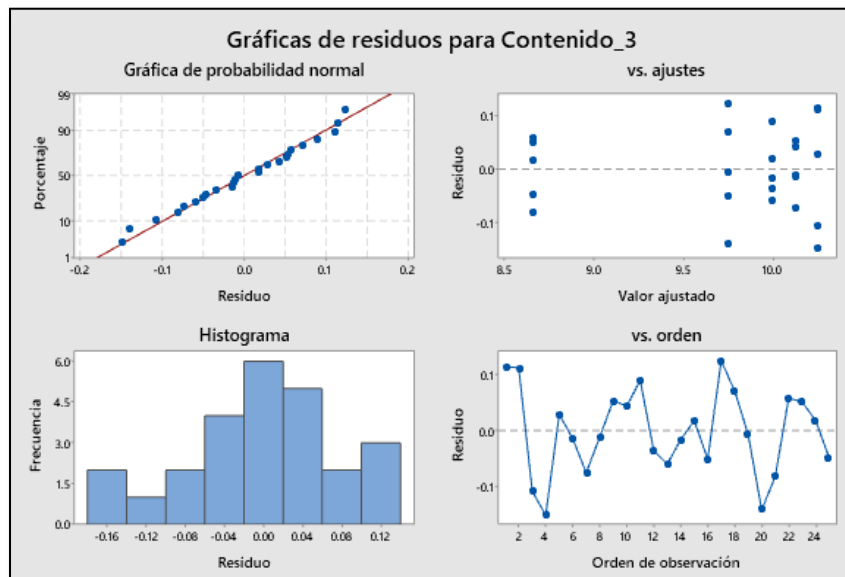 Gráficas de residuos para Contenido_3
Gráfica de probabilidad normal
99
90
50
10
1
Porcentaje
-0.2 -0.1 0.0 0.1 0.2
Residuo
vs. ajustes
0.1
0.0
-0.1
Residuo
8.5 9.0 9.5 10.0
Valor ajustado
Histograma
6.0
4.5
3.0
1.5
0.0
Frecuencia
-0.16 -0.12 -0.08 -0.04 0.00 0.04 0.08 0.12
Residuo
vs. orden
0.1
0.0
-0.1
Residuo
2 4 6 8 10 12 14 16 18 20 22 24
Orden de observación